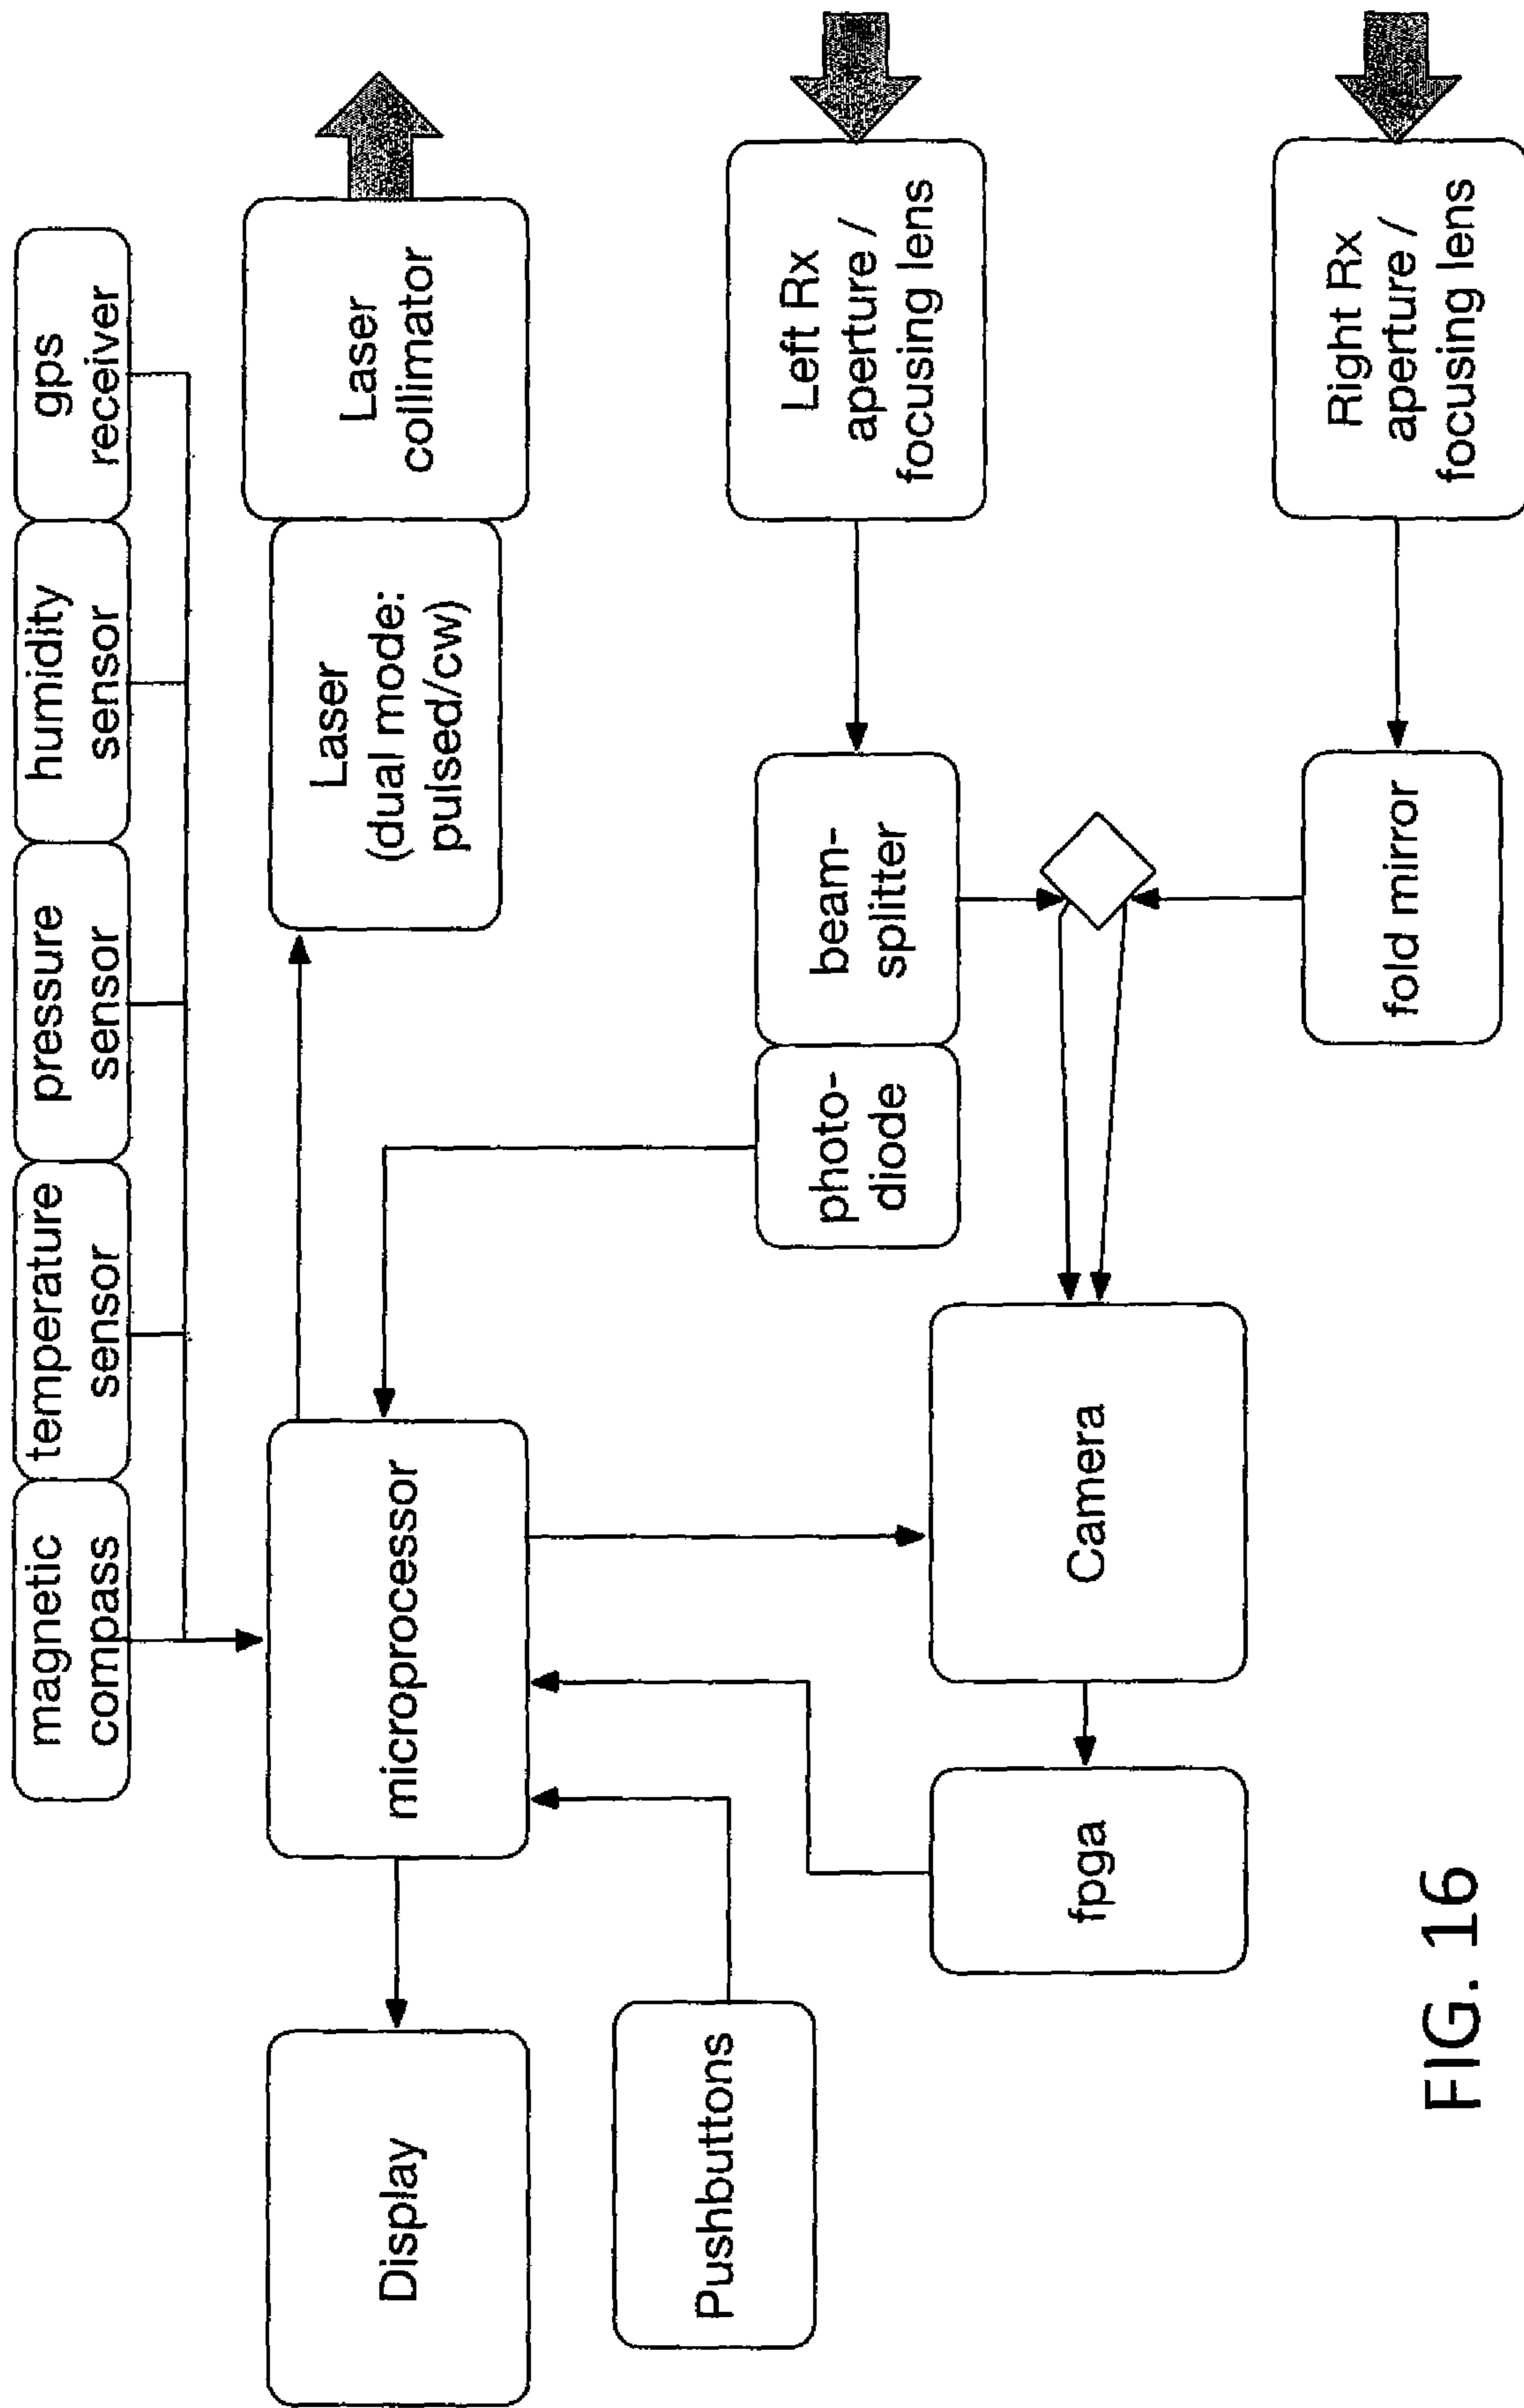 magnetic
compass
temperature
sensor
pressure
sensor
humidity
sensor
gps
receiver
Display
microprocessor
Laser
(dual mode:
pulsed/cw)
Laser
collimator
Pushbuttons
photo-
diode
beam-
splitter
Left Rx
aperture /
focusing lens
fpga
Camera
fold mirror
Right Rx
aperture /
focusing lens
FIG. 16